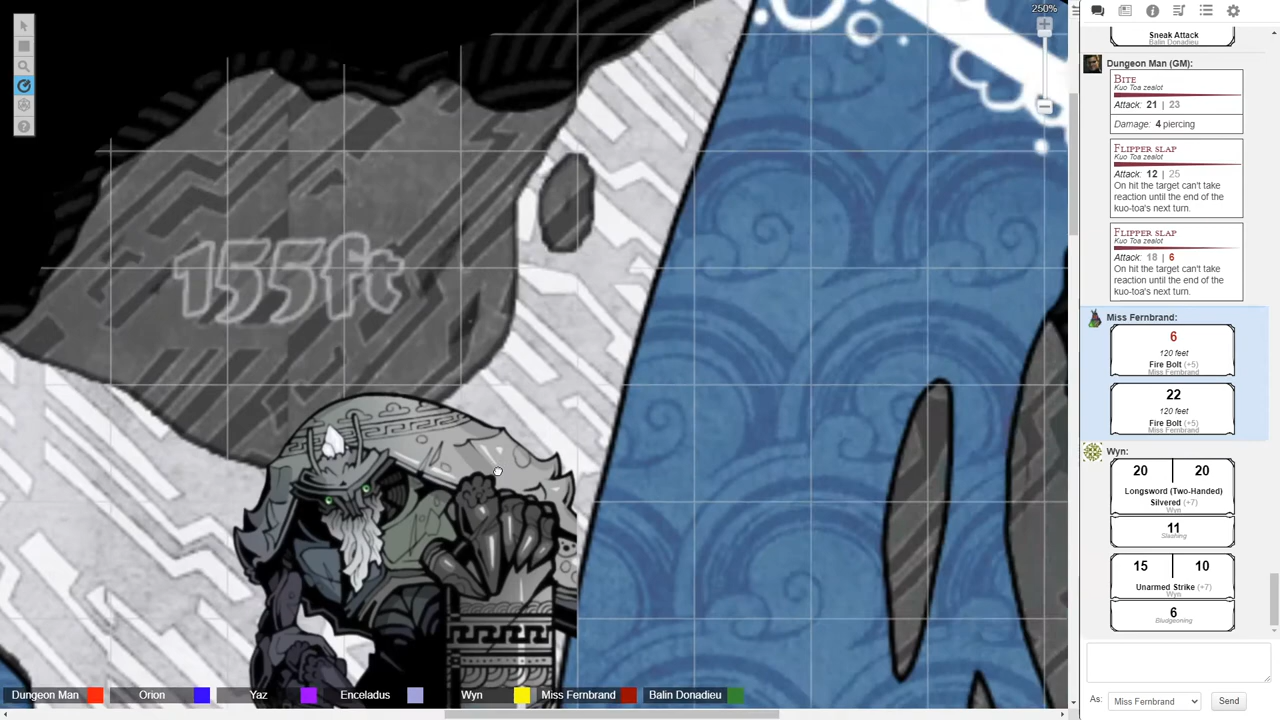 250%
155ft
Sneak Attack
Balin Donadieu
Dungeon Man (GM):
BITE
Kuo Toa zealot
Attack: 21 | 23
Damage: 4 piercing
FLIPPER SLAP
Kuo Toa zealot
Attack: 12 | 25
On hit the target can't take
reaction until the end of the
kuo-toa's next turn.
FLIPPER SLAP
Kuo Toa zealot
Attack: 18 | 6
On hit the target can't take
reaction until the end of the
kuo-toa's next turn.
Miss Fernbrand:
6
120 feet
Fire Bolt (+5)
Miss Fernbrand
22
120 feet
Fire Bolt (+5)
Miss Fernbrand
Wyn:
20 20
Longsword (Two-Handed)
Silvered (+7)
Wyn
11
Slashing
15 10
Unarmed Strike (+7)
Wyn
6
Bludgeoning
As: Miss Fernbrand Send
Dungeon Man Orion Yaz Enceladus Wyn Miss Fernbrand Balin Donadieu